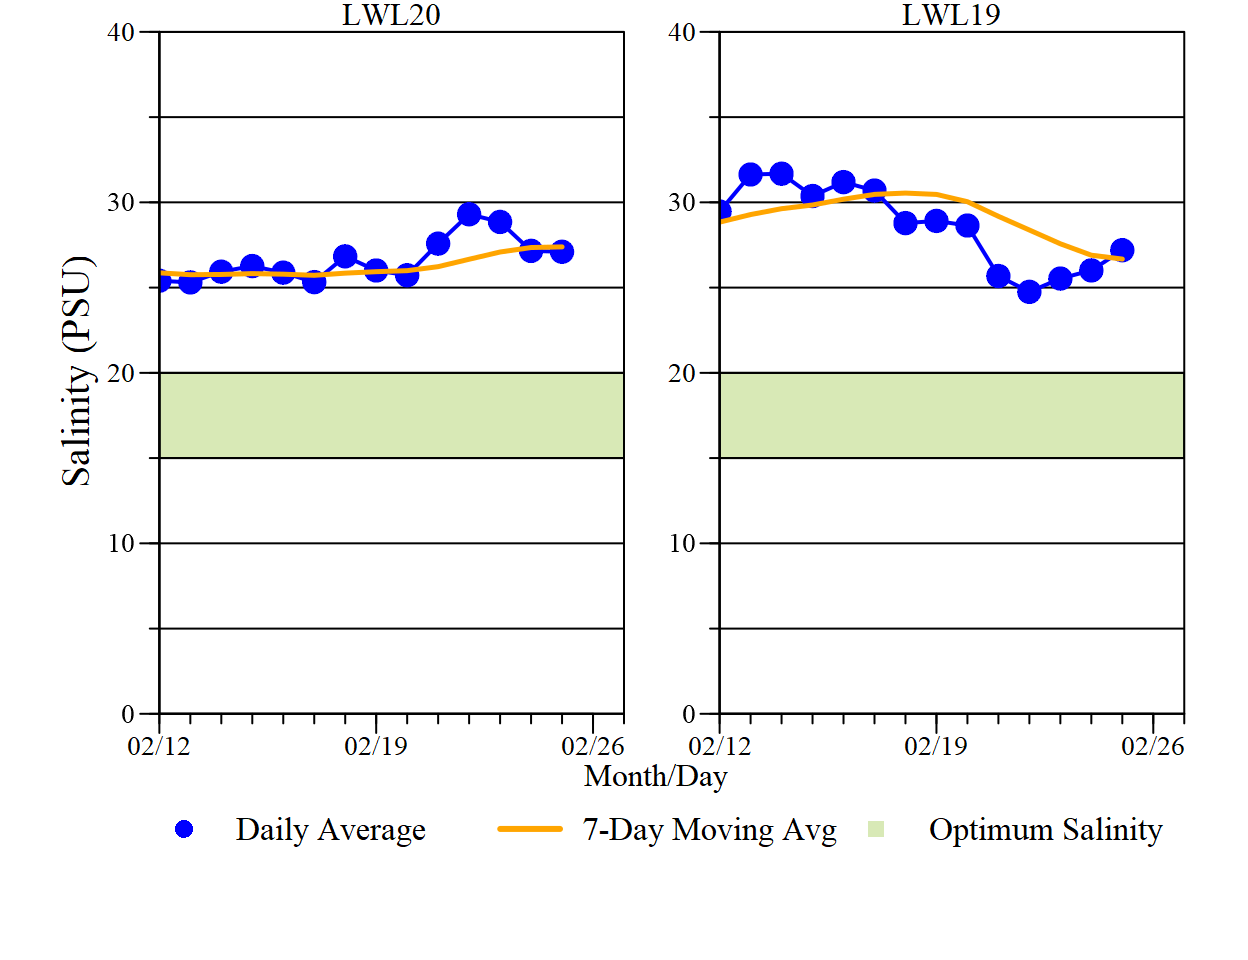 LWL20 LWL19
40 40
30 30
20 20
10 10
0 0
Salinity (PSU)
02/12 02/19 02/26 02/12 02/19 02/26
Month/Day
Daily Average 7-Day Moving Avg Optimum Salinity